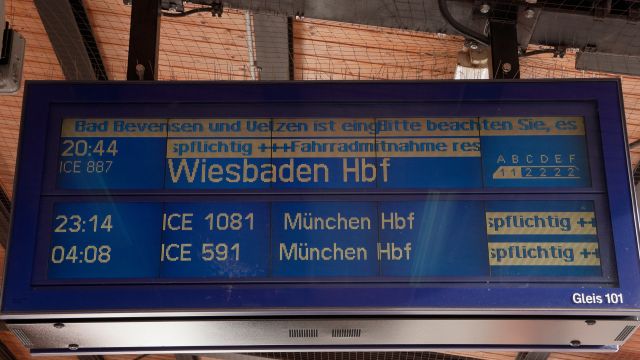 Bad Bevensen und Uelzen ist eing Bitte beachten Sie, es
20:44 spflichtig +++Fahrradmitnahme res
ICE 887 Wiesbaden Hbf
A B C D E F
1 1 2 2 2 2
23:14 ICE 1081 München Hbf spflichtig ++
04:08 ICE 591 München Hbf spflichtig ++
Gleis 101